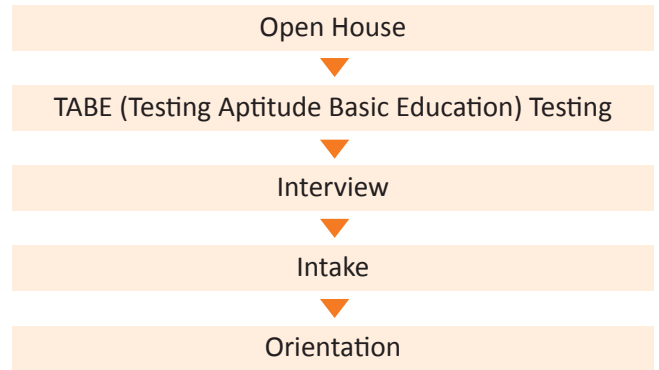 Open House
TABE (Testing Aptitude Basic Education) Testing
Interview
Intake
Orientation